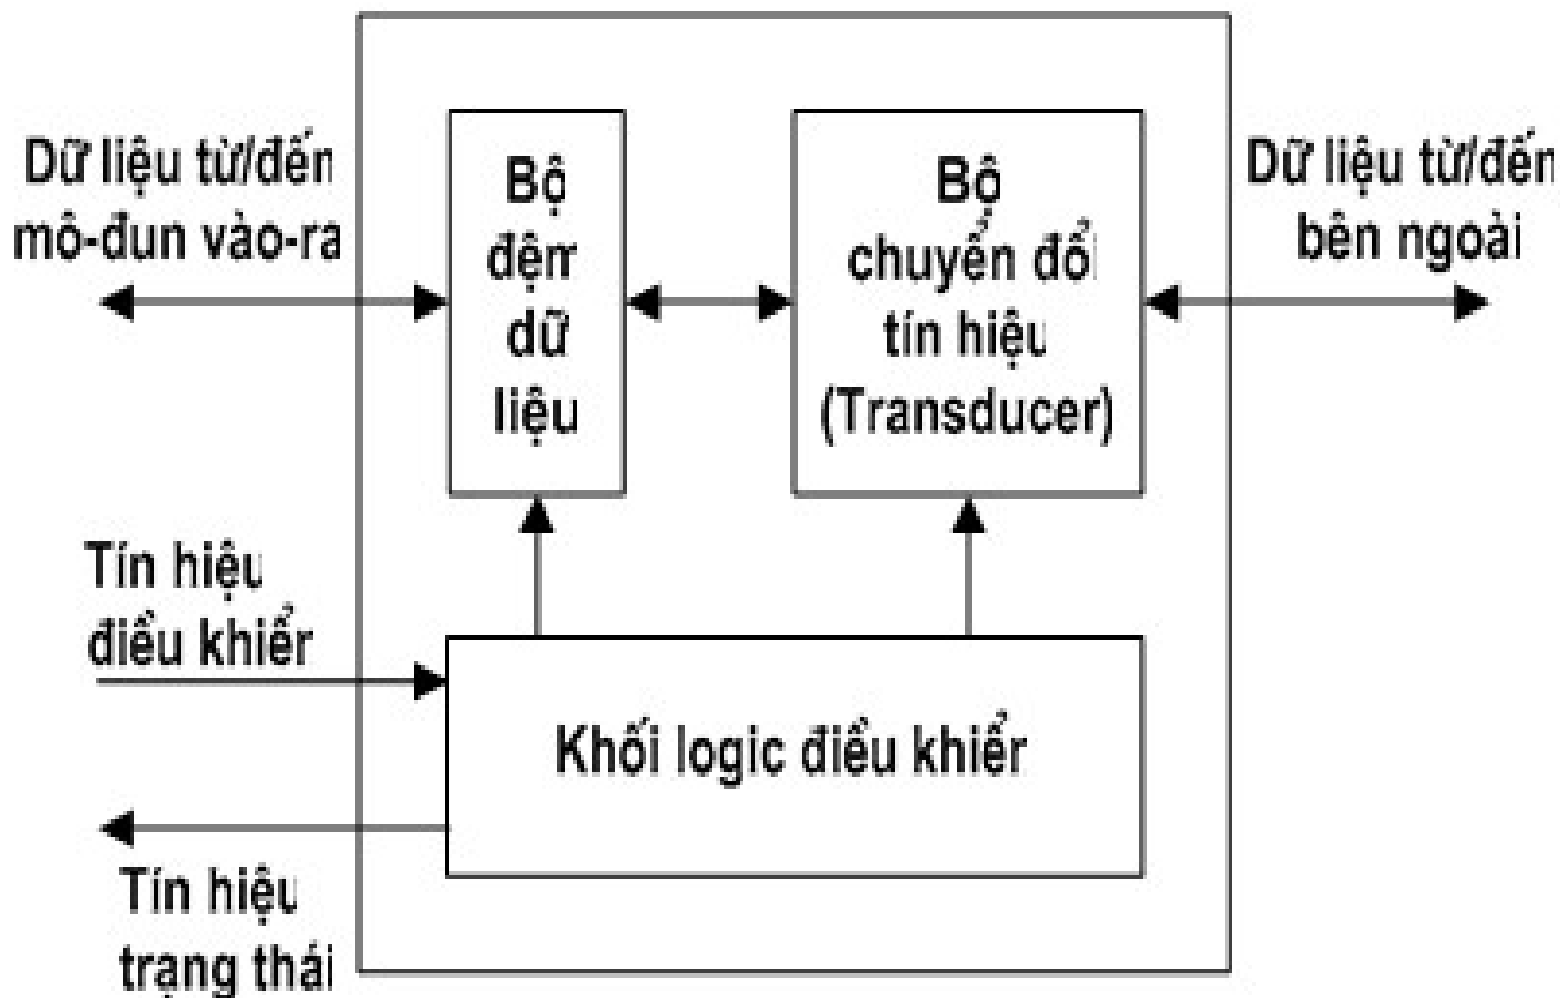 Dữ liệu từ/đến
mô-đun vào-ra
Bộ
đệm
dữ
liệu
Bộ
chuyển đổi
tín hiệu
(Transducer)
Dữ liệu từ/đến
bên ngoài
Tín hiệu
điều khiển
Khối logic điều khiển
Tín hiệu
trạng thái